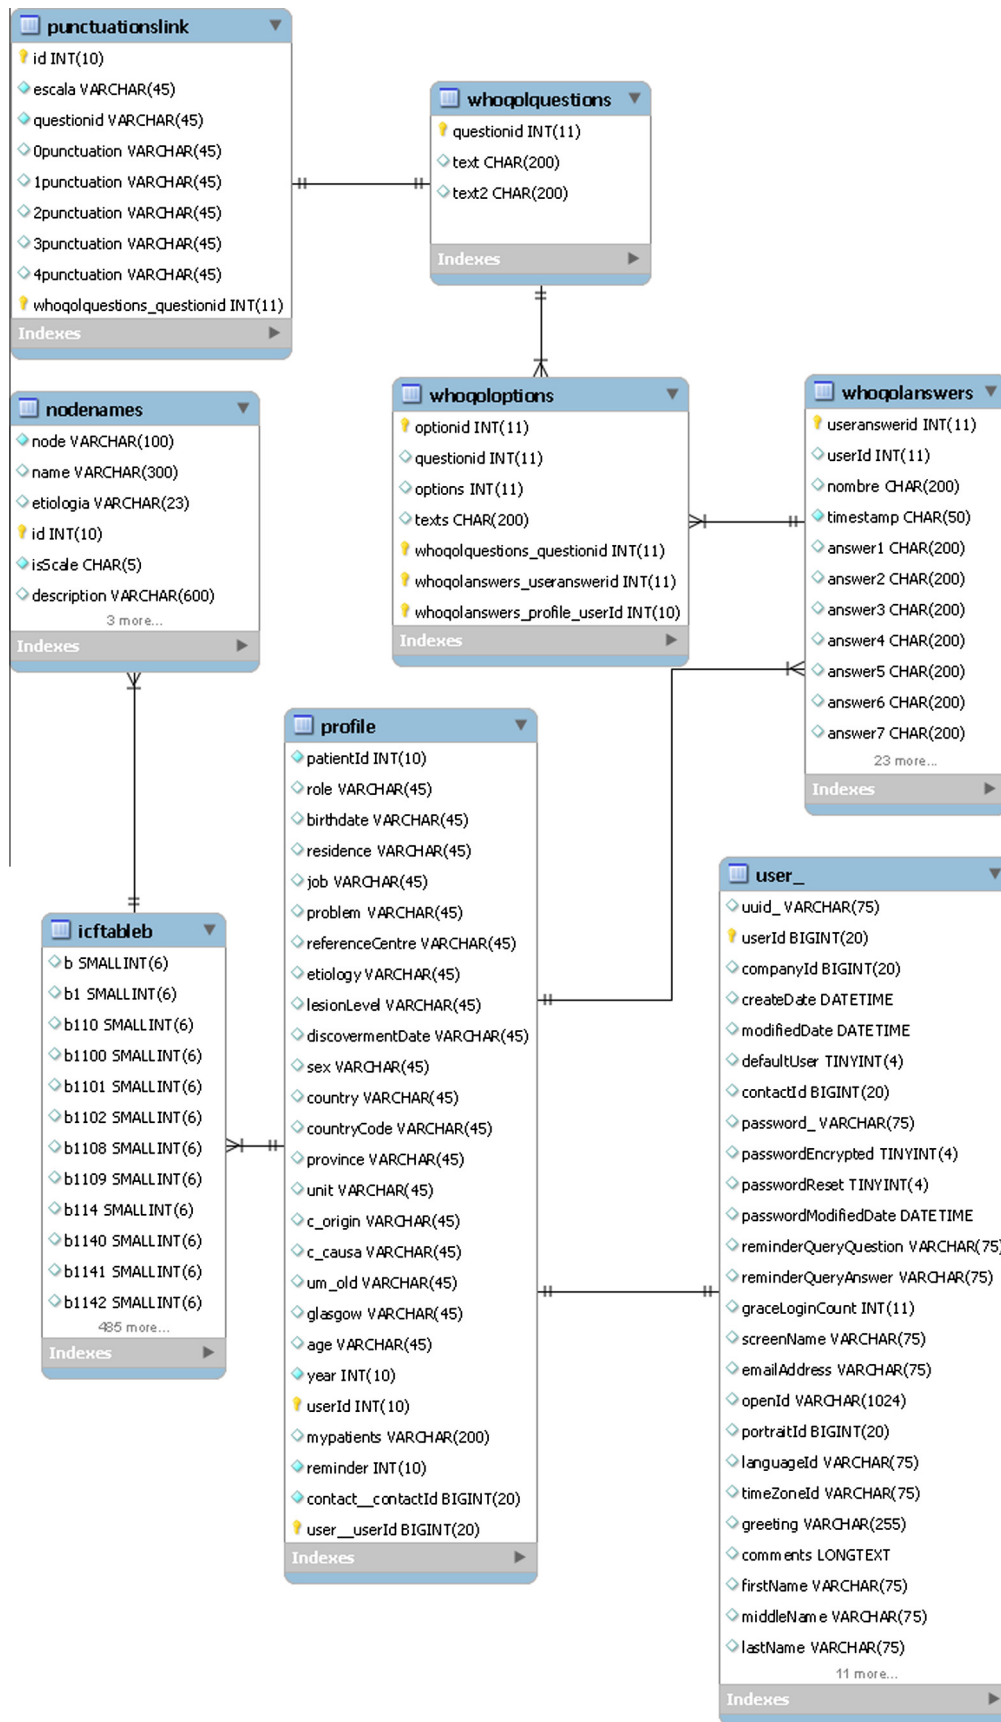 punctuationslink
id INT(10)
escala VARCHAR(45)
questionid VARCHAR(45)
0punctuation VARCHAR(45)
1punctuation VARCHAR(45)
2punctuation VARCHAR(45)
3punctuation VARCHAR(45)
4punctuation VARCHAR(45)
whoqolquestions_questionid INT(11)
Indexes
whoqolquestions
questionid INT(11)
text CHAR(200)
text2 CHAR(200)
Indexes
nodenames
node VARCHAR(100)
name VARCHAR(300)
etiologia VARCHAR(23)
id INT(10)
isScale CHAR(5)
description VARCHAR(600)
3 more...
Indexes
whoqoloptions
optionid INT(11)
questionid INT(11)
options INT(11)
texts CHAR(200)
whoqolquestions_questionid INT(11)
whoqolanswers_useranswerid INT(11)
whoqolanswers_profile_userId INT(10)
Indexes
whoqolanswers
useranswerid INT(11)
userId INT(11)
nombre CHAR(200)
timestamp CHAR(50)
answer1 CHAR(200)
answer2 CHAR(200)
answer3 CHAR(200)
answer4 CHAR(200)
answer5 CHAR(200)
answer6 CHAR(200)
answer7 CHAR(200)
23 more...
Indexes
profile
patientId INT(10)
role VARCHAR(45)
birthdate VARCHAR(45)
residence VARCHAR(45)
job VARCHAR(45)
problem VARCHAR(45)
referenceCentre VARCHAR(45)
etiology VARCHAR(45)
lesionLevel VARCHAR(45)
discovermentDate VARCHAR(45)
sex VARCHAR(45)
country VARCHAR(45)
countryCode VARCHAR(45)
province VARCHAR(45)
unit VARCHAR(45)
c_origin VARCHAR(45)
c_causa VARCHAR(45)
um_old VARCHAR(45)
glasgow VARCHAR(45)
age VARCHAR(45)
year INT(10)
userId INT(10)
mypatients VARCHAR(200)
reminder INT(10)
contact__contactId BIGINT(20)
user__userId BIGINT(20)
Indexes
icftableb
b SMALLINT(6)
b1 SMALLINT(6)
b110 SMALLINT(6)
b1100 SMALLINT(6)
b1101 SMALLINT(6)
b1102 SMALLINT(6)
b1108 SMALLINT(6)
b1109 SMALLINT(6)
b114 SMALLINT(6)
b1140 SMALLINT(6)
b1141 SMALLINT(6)
b1142 SMALLINT(6)
485 more...
Indexes
user_
uuid_ VARCHAR(75)
userId BIGINT(20)
companyId BIGINT(20)
createDate DATETIME
modifiedDate DATETIME
defaultUser TINYINT(4)
contactId BIGINT(20)
password_ VARCHAR(75)
passwordEncrypted TINYINT(4)
passwordReset TINYINT(4)
passwordModifiedDate DATETIME
reminderQueryQuestion VARCHAR(75)
reminderQueryAnswer VARCHAR(75)
graceLoginCount INT(11)
screenName VARCHAR(75)
emailAddress VARCHAR(75)
openId VARCHAR(1024)
portraitId BIGINT(20)
languageId VARCHAR(75)
timeZoneId VARCHAR(75)
greeting VARCHAR(255)
comments LONGTEXT
firstName VARCHAR(75)
middleName VARCHAR(75)
lastName VARCHAR(75)
11 more...
Indexes